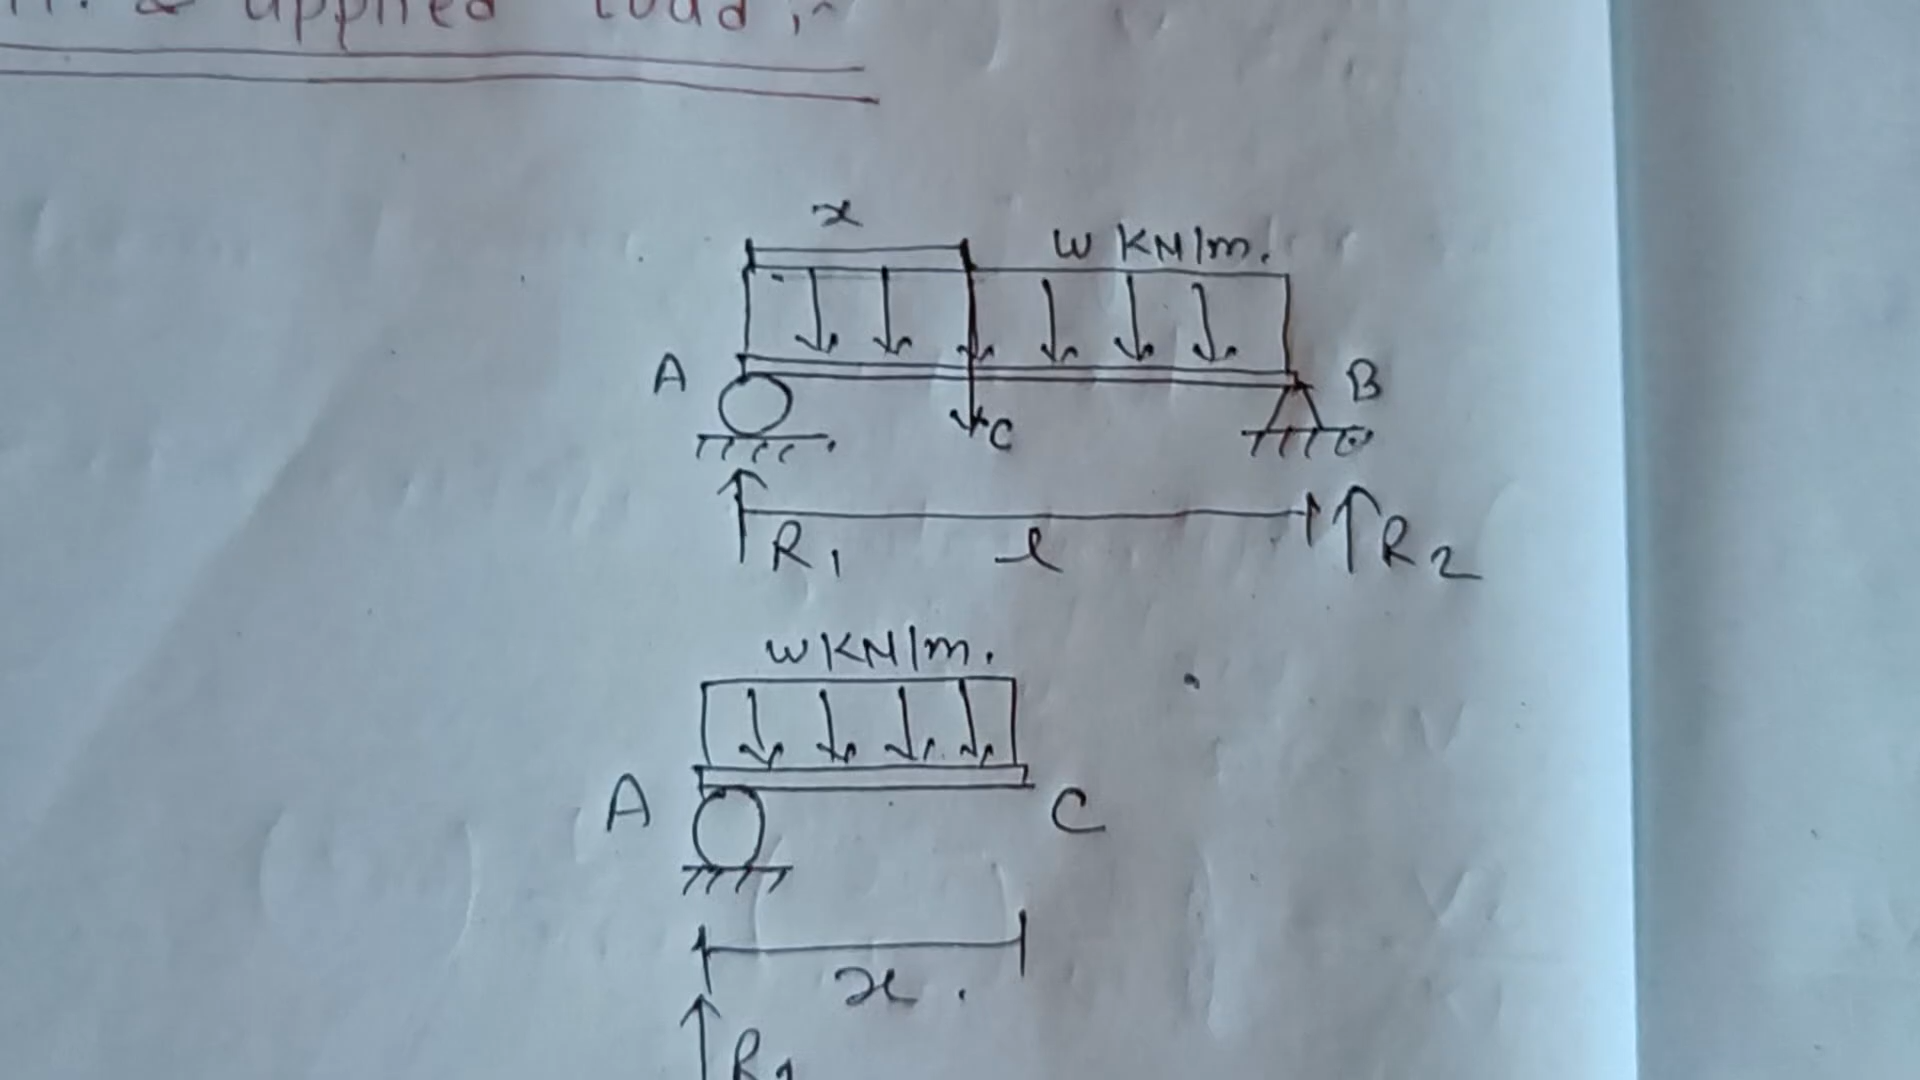 & applied load :-
x
W KN/m.
A
B
C
R1
l
R2
W KN/m.
A
C
x.
R1